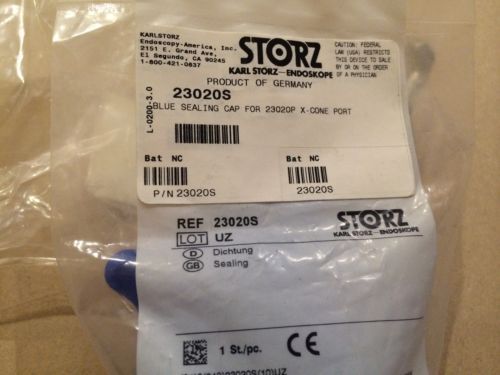 KARLSTORZ
Endoscopy-America, Inc.
2151 E. Grand Ave,
El Segundo, CA 90245
1-800-421-0837
STORZ
KARL STORZ—ENDOSKOPE
CAUTION: FEDERAL
LAW (USA) RESTRICTS
THIS DEVICE TO SALE
BY OR ON THE ORDER
OF A PHYSICIAN
PRODUCT OF GERMANY
L-0200-3.0
23020S
BLUE SEALING CAP FOR 23020P X-CONE PORT
Bat NC
Bat NC
P/N 23020S
23020S
REF 23020S
STORZ
KARL STORZ—ENDOSKOPE
LOT UZ
D Dichtung
GB Sealing
1 St./pc.
CE